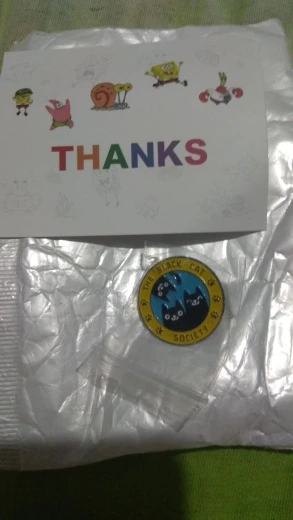 THANKS
THE BLACK CAT
SOCIETY